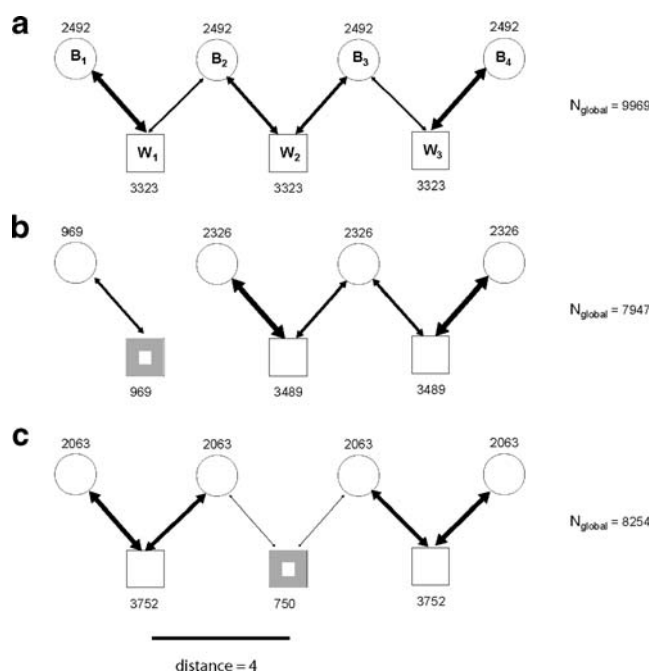 a
2492 2492 2492 2492
B1 B2 B3 B4
Nglobal = 9969
W1 W2 W3
3323 3323 3323
b
969 2326 2326 2326
Nglobal = 7947
969 3489 3489
c
2063 2063 2063 2063
Nglobal = 8254
3752 750 3752
distance = 4